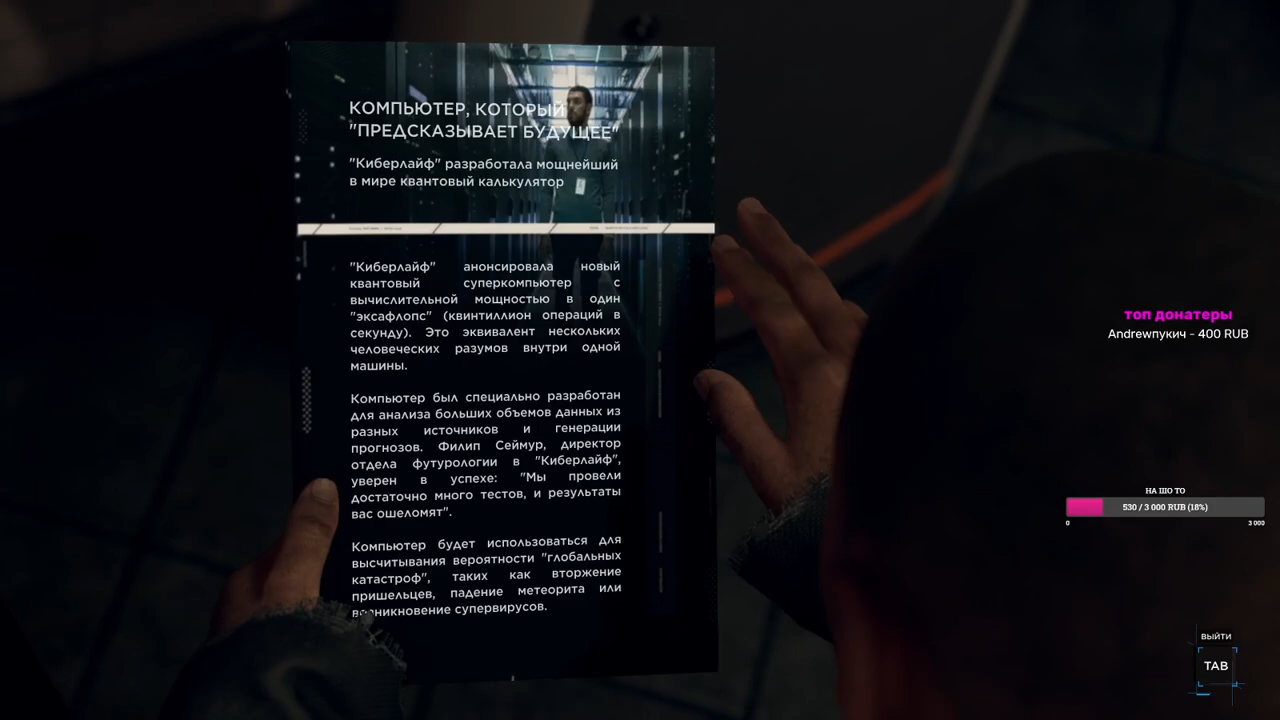 КОМПЬЮТЕР, КОТОРЫЙ
"ПРЕДСКАЗЫВАЕТ БУДУЩЕЕ"
"Киберлайф" разработала мощнейший
в мире квантовый калькулятор
"Киберлайф" анонсировала новый
квантовый суперкомпьютер с
вычислительной мощностью в один
"эксафлопс" (квинтиллион операций в
секунду). Это эквивалент нескольких
человеческих разумов внутри одной
машины.
Компьютер был специально разработан
для анализа больших объемов данных из
разных источников и генерации
прогнозов. Филип Сеймур, директор
отдела футурологии в "Киберлайф",
уверен в успехе: "Мы провели
достаточно много тестов, и результаты
вас ошеломят".
Компьютер будет использоваться для
высчитывания вероятности "глобальных
катастроф", таких как вторжение
пришельцев, падение метеорита или
возникновение супервирусов.
топ донатеры
Andrewпукич - 400 RUB
НА ШО ТО
530 / 3 000 RUB (18%)
0
3 000
ВЫЙТИ
TAB